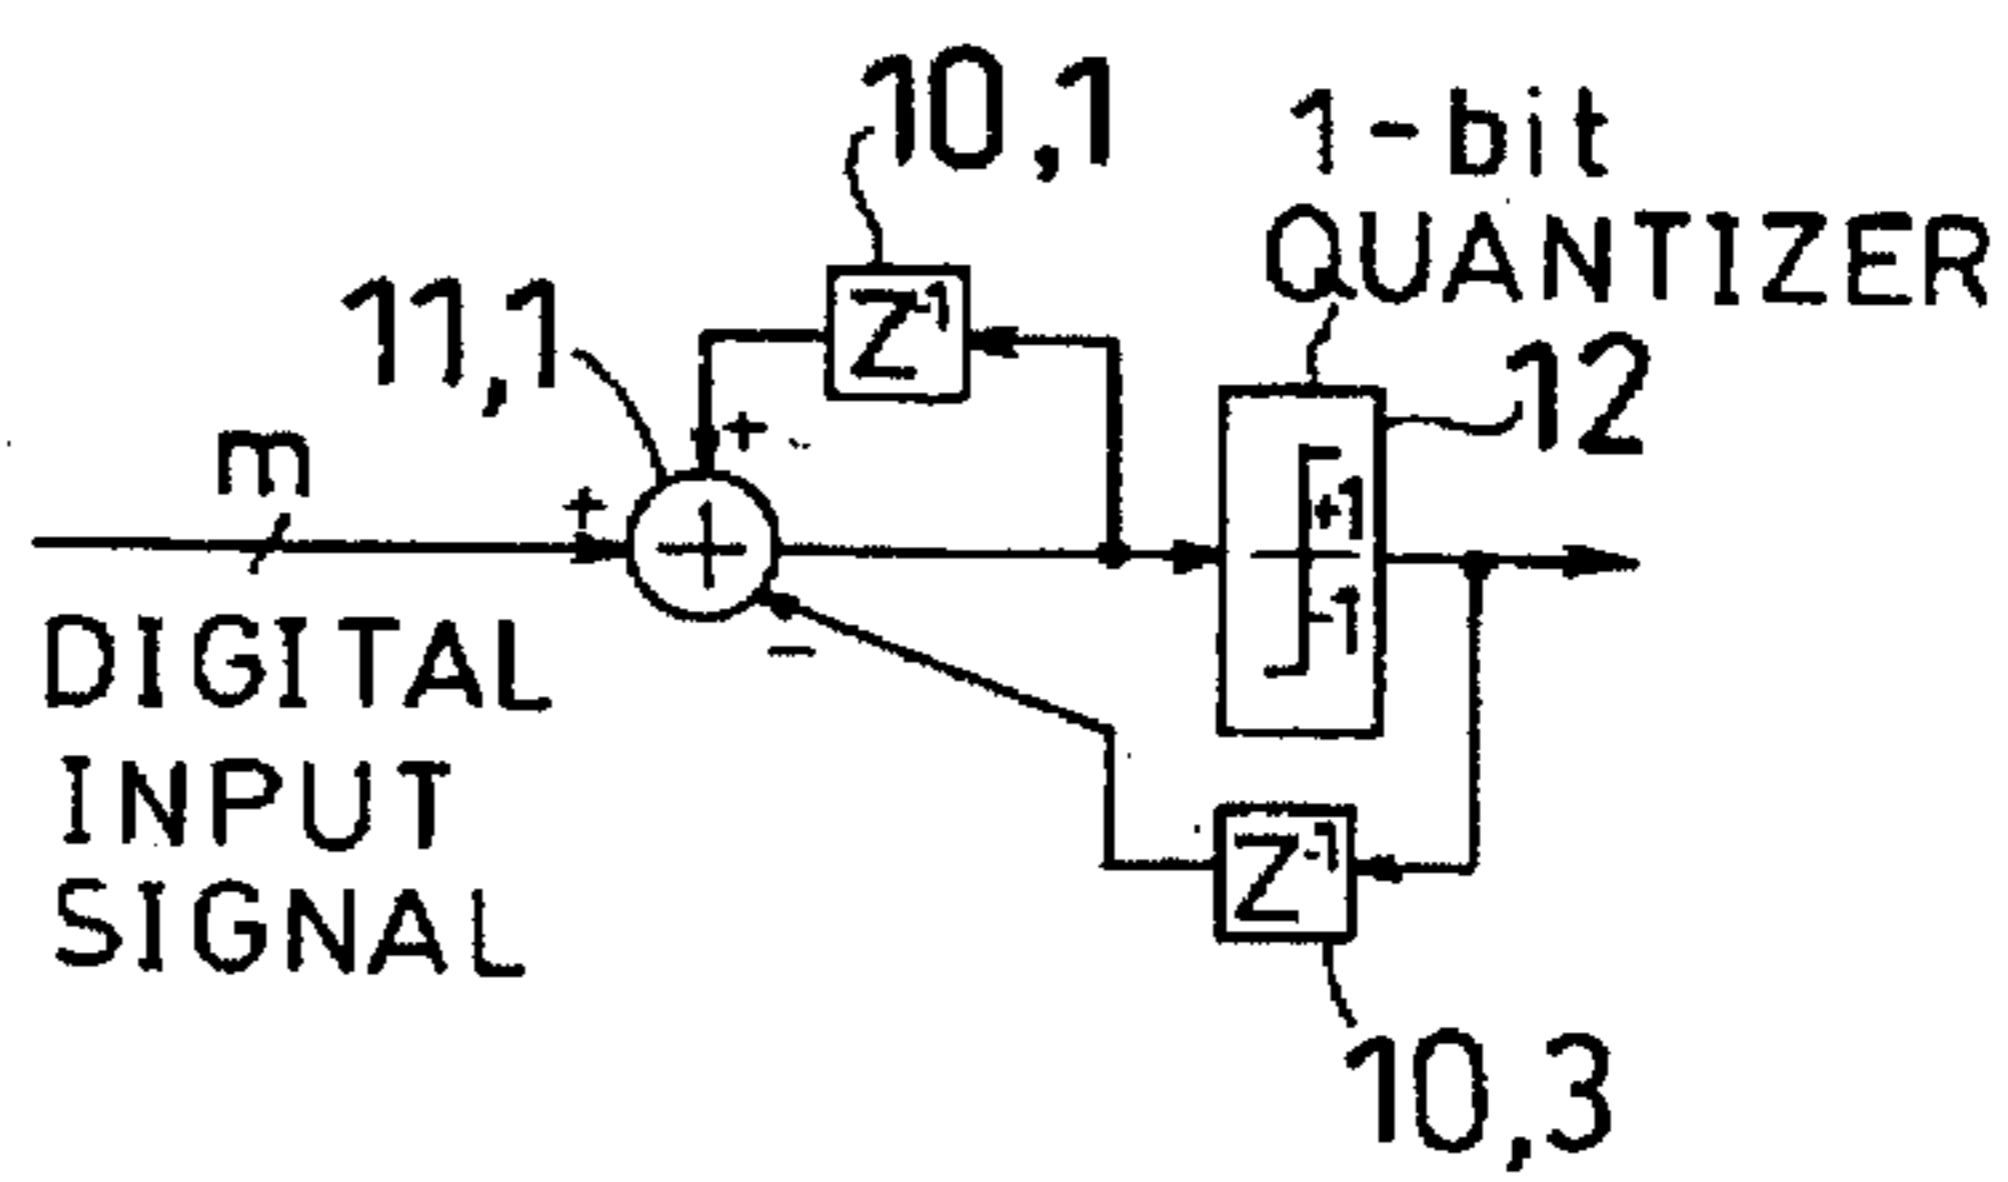 10,1
1-bit
QUANTIZER
11,1
Z-1
12
m
+
+
+1
-1
-
DIGITAL
INPUT
SIGNAL
Z-1
10,3